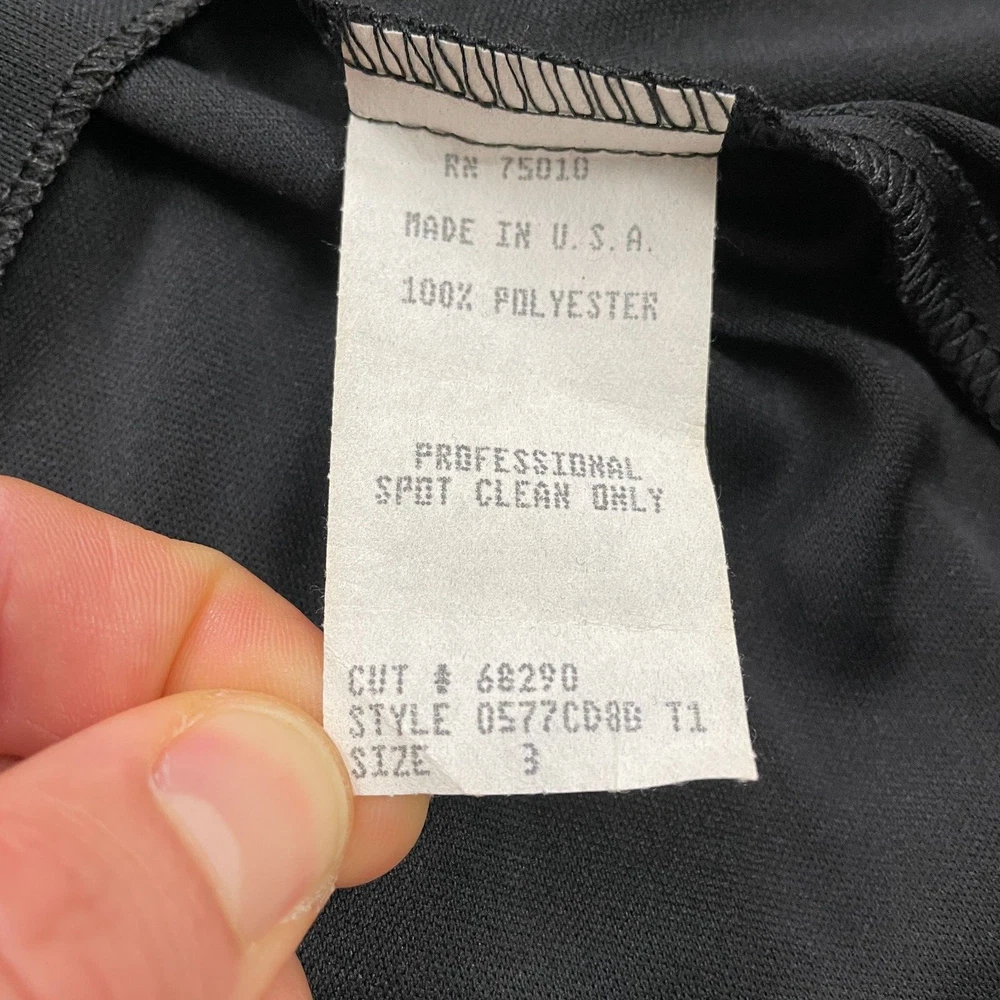 RN 75010
MADE IN U.S.A.
100% POLYESTER
PROFESSIONAL
SPOT CLEAN ONLY
CUT # 68290
STYLE 0577CD8B T1
SIZE 3